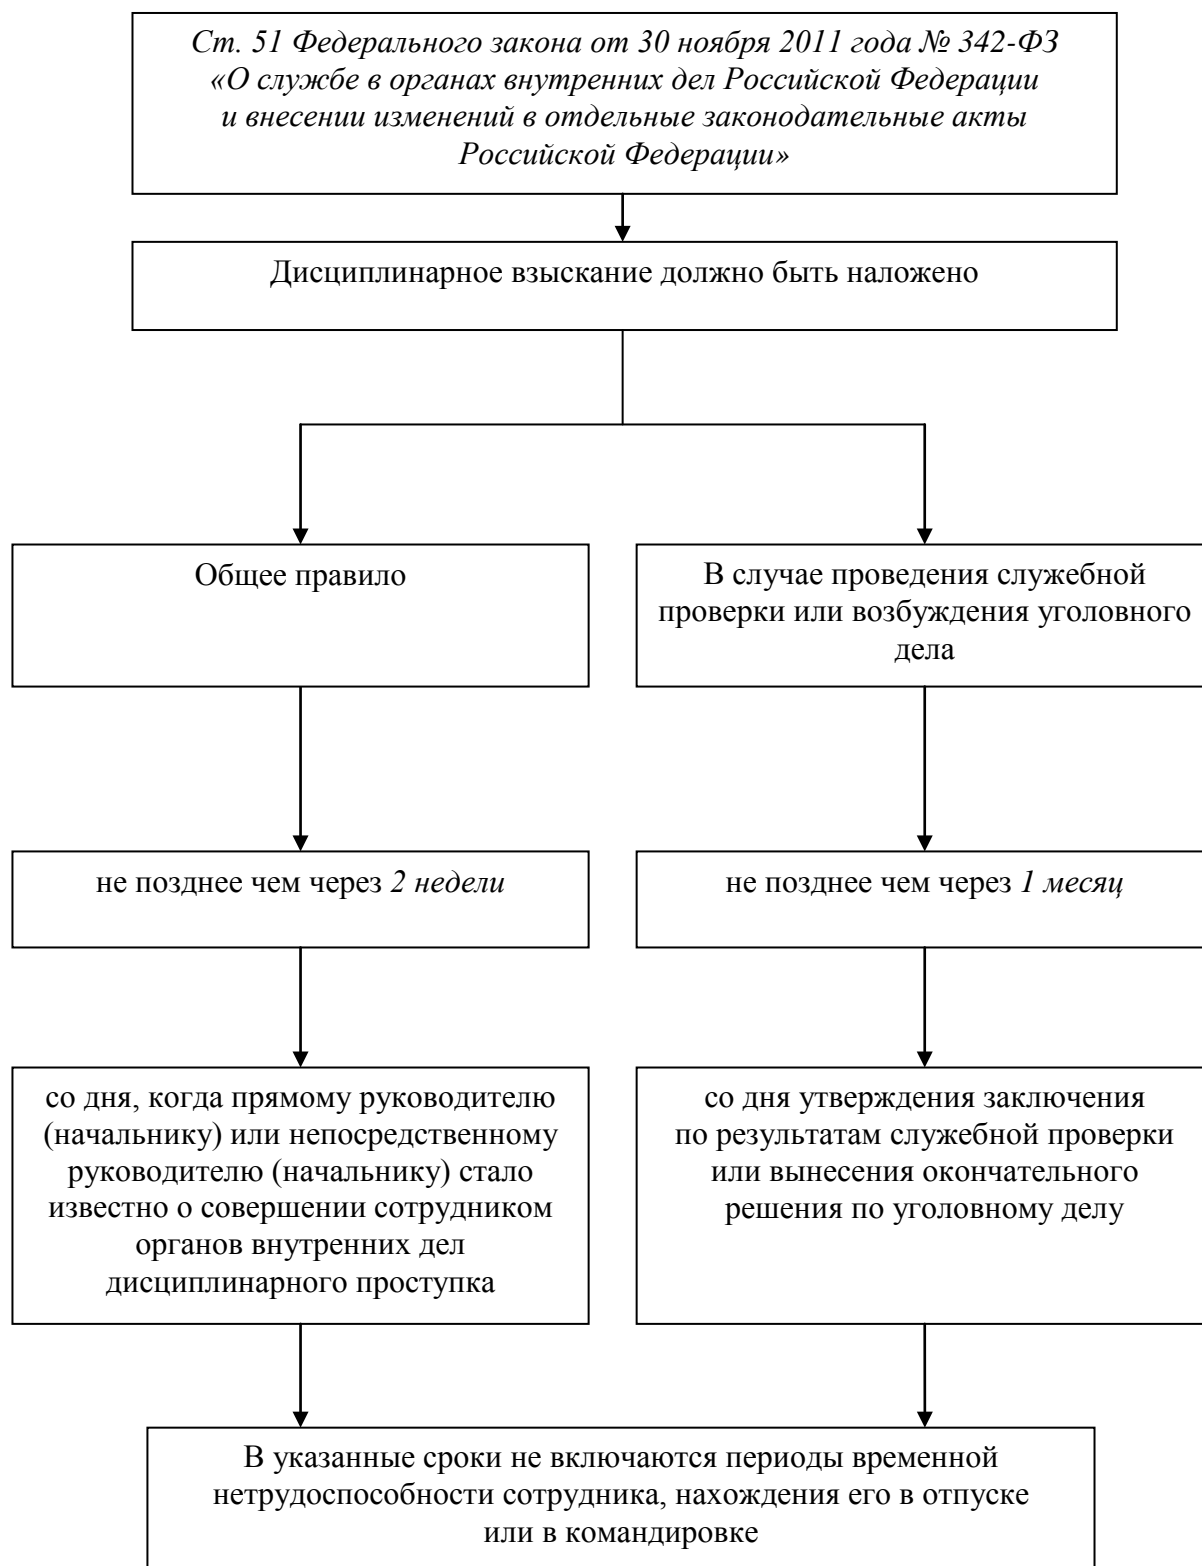 Ст. 51 Федерального закона от 30 ноября 2011 года № 342-ФЗ
«О службе в органах внутренних дел Российской Федерации
и внесении изменений в отдельные законодательные акты
Российской Федерации»
Дисциплинарное взыскание должно быть наложено
Общее правило
В случае проведения служебной
проверки или возбуждения уголовного
дела
не позднее чем через 2 недели
не позднее чем через 1 месяц
со дня, когда прямому руководителю
(начальнику) или непосредственному
руководителю (начальнику) стало
известно о совершении сотрудником
органов внутренних дел
дисциплинарного проступка
со дня утверждения заключения
по результатам служебной проверки
или вынесения окончательного
решения по уголовному делу
В указанные сроки не включаются периоды временной
нетрудоспособности сотрудника, нахождения его в отпуске
или в командировке